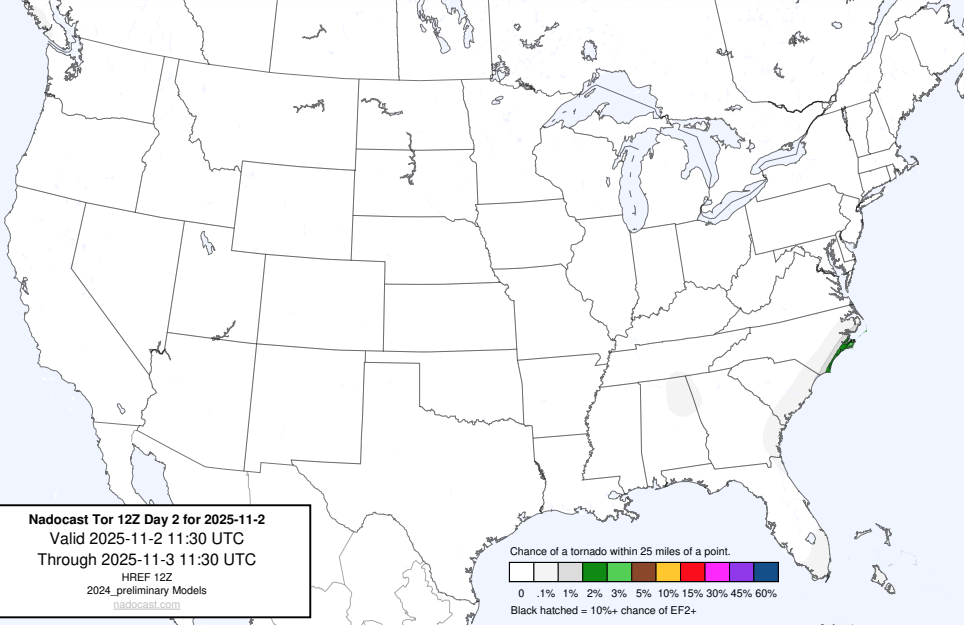 Nadocast Tor 12Z Day 2 for 2025-11-2
Valid 2025-11-2 11:30 UTC
Through 2025-11-3 11:30 UTC
HREF 12Z
2024_preliminary Models
nadocast.com
Chance of a tornado within 25 miles of a point.
0 .1% 1% 2% 3% 5% 10% 15% 30% 45% 60%
Black hatched = 10%+ chance of EF2+